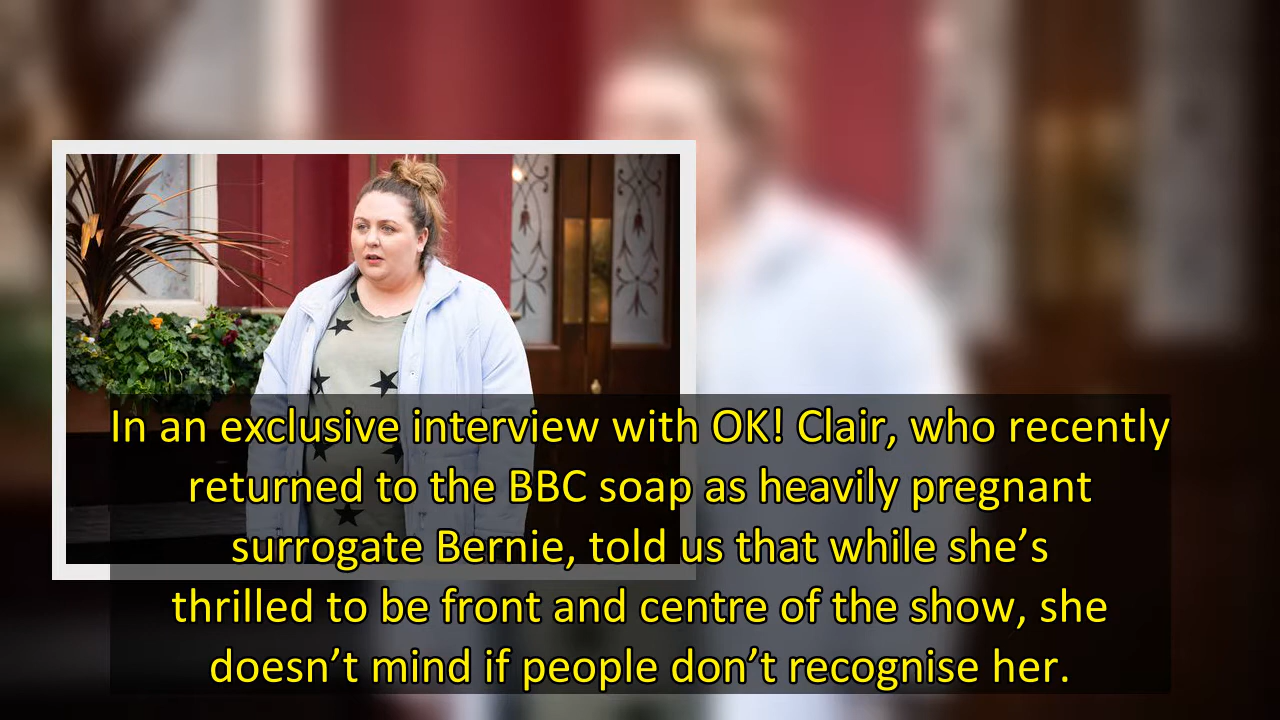 In an exclusive interview with OK! Clair, who recently
returned to the BBC soap as heavily pregnant
surrogate Bernie, told us that while she’s
thrilled to be front and centre of the show, she
doesn’t mind if people don’t recognise her.